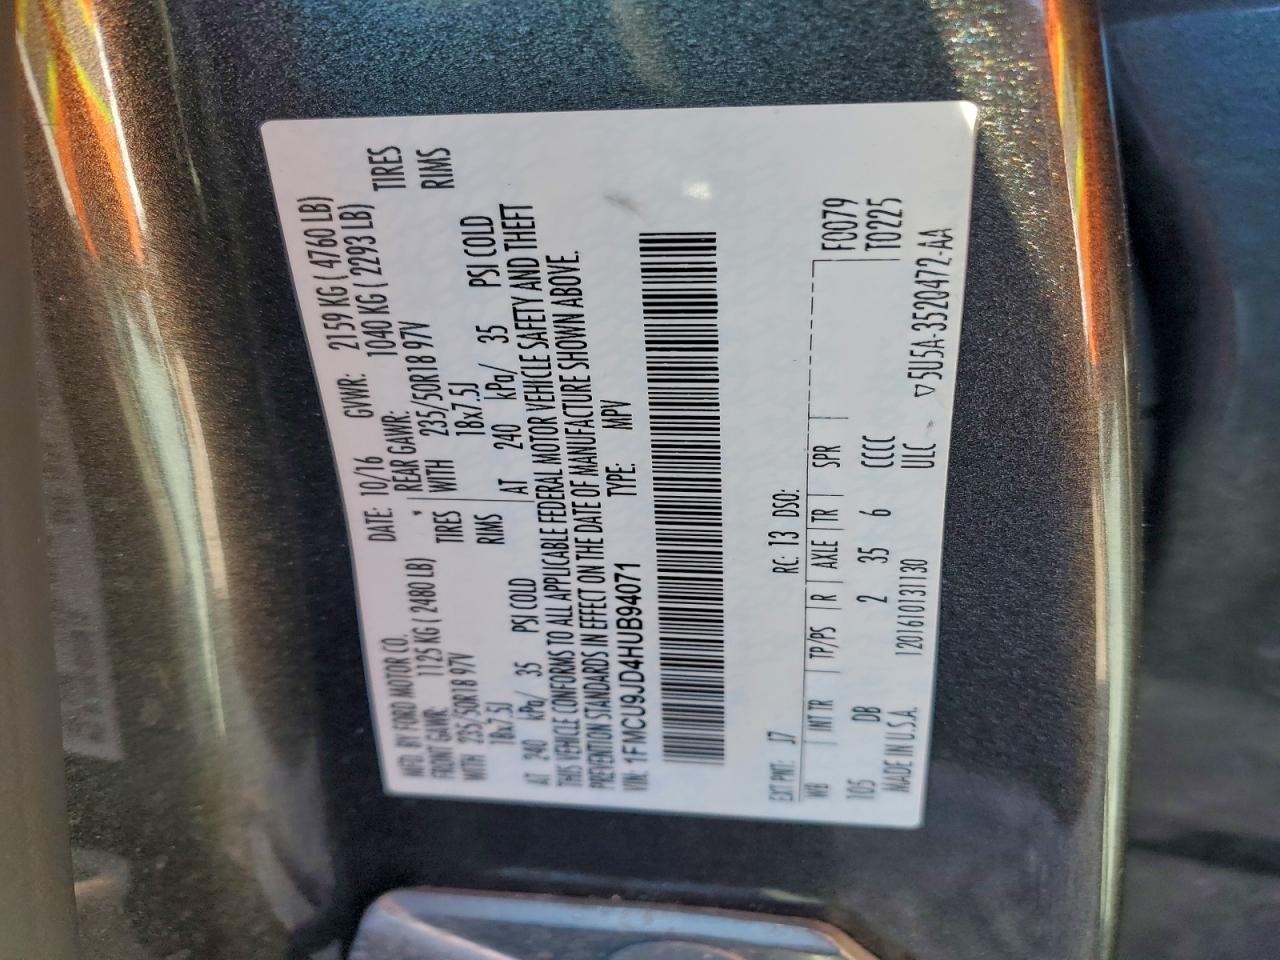 MFD. BY FORD MOTOR CO. DATE: 10/16 GVWR: 2159 KG ( 4760 LB)
FRONT GAWR: 1125 KG ( 2480 LB) REAR GAWR: 1040 KG ( 2293 LB)
WITH 235/50R18 97V TIRES WITH 235/50R18 97V TIRES
18x7.5J RIMS 18x7.5J RIMS
AT 240 kPa/ 35 PSI COLD AT 240 kPa/ 35 PSI COLD
THIS VEHICLE CONFORMS TO ALL APPLICABLE FEDERAL MOTOR VEHICLE SAFETY AND THEFT
PREVENTION STANDARDS IN EFFECT ON THE DATE OF MANUFACTURE SHOWN ABOVE.
VIN: 1FMCU9JD4HUB94071 TYPE: MPV
EXT PNT: J7 RC: 13 DSO:
WB | INT TR | TP/PS | R | AXLE | TR | SPR | F0079
105 DB 2 35 6 CCCC T0225
MADE IN U.S.A. 12016101311​30 ULC ▽5U5A-3520472-AA